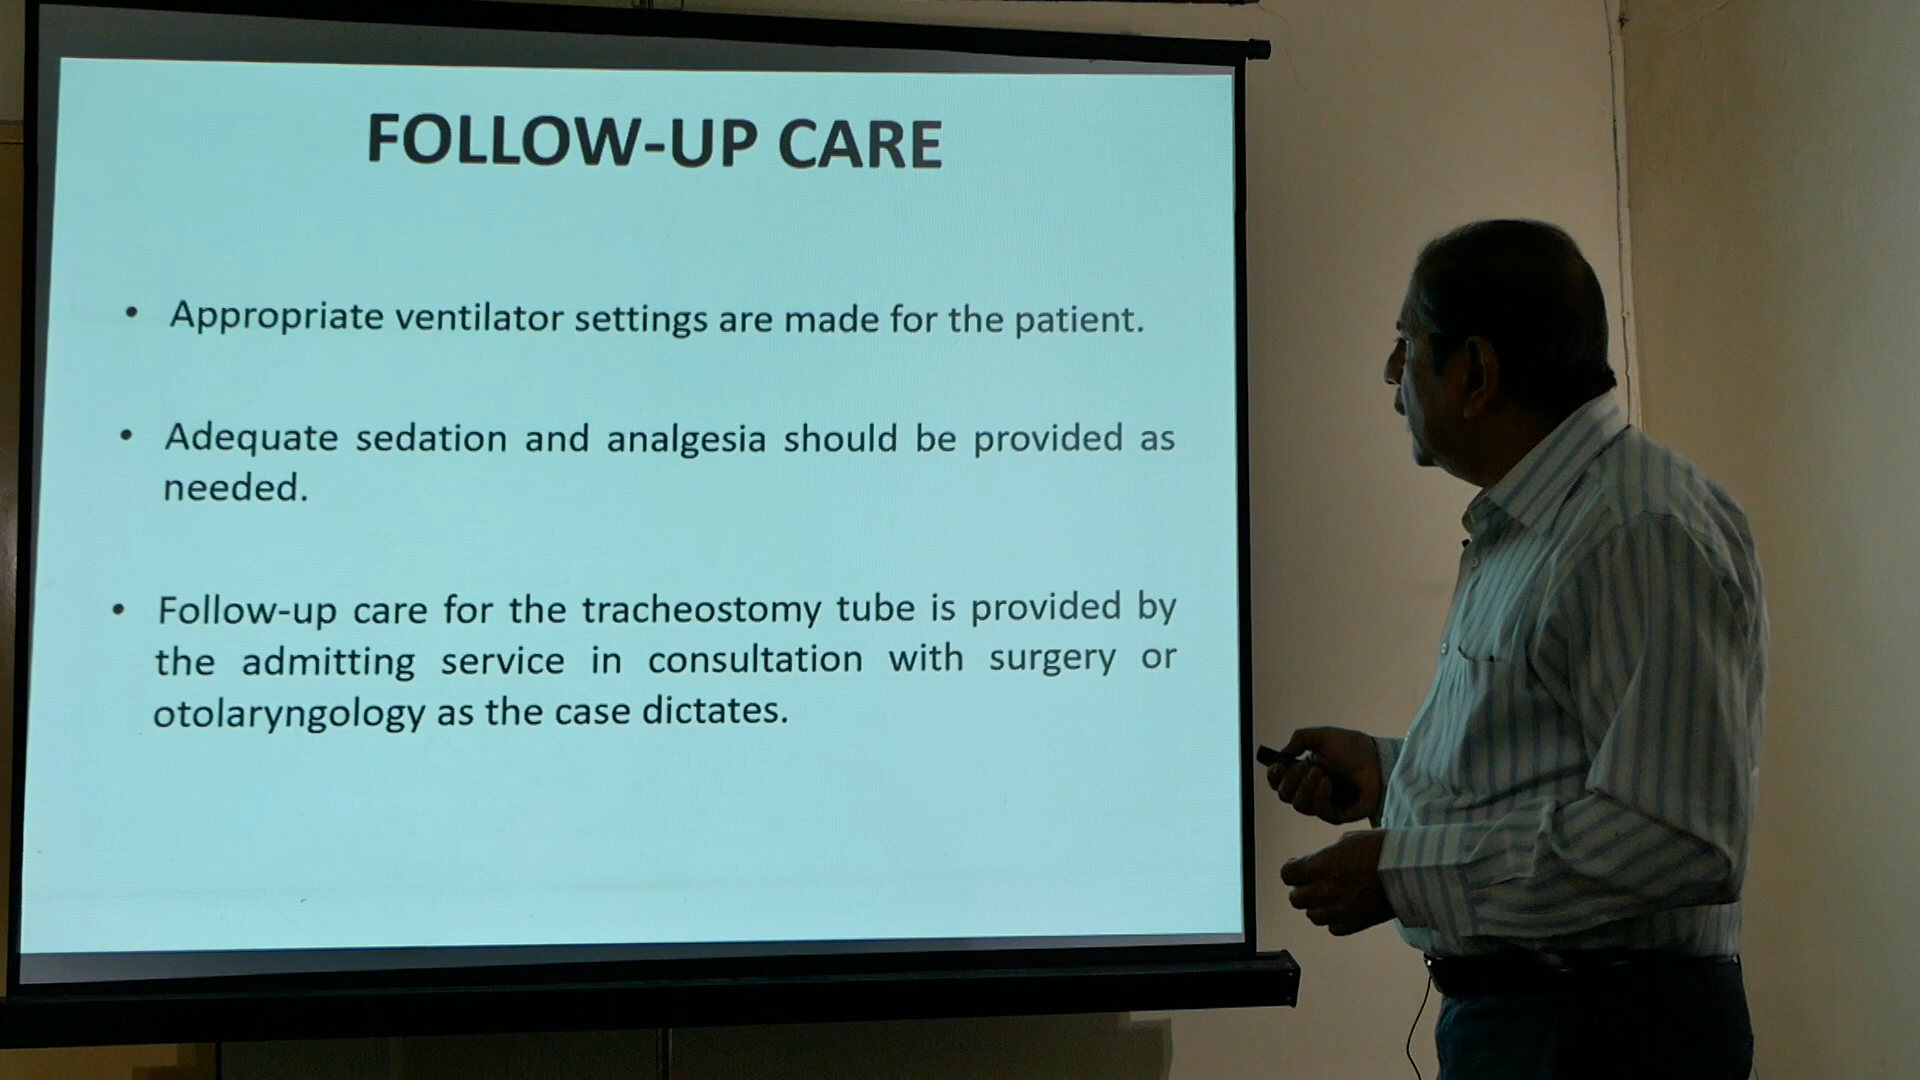 FOLLOW-UP CARE
• Appropriate ventilator settings are made for the patient.
• Adequate sedation and analgesia should be provided as
needed.
• Follow-up care for the tracheostomy tube is provided by
the admitting service in consultation with surgery or
otolaryngology as the case dictates.